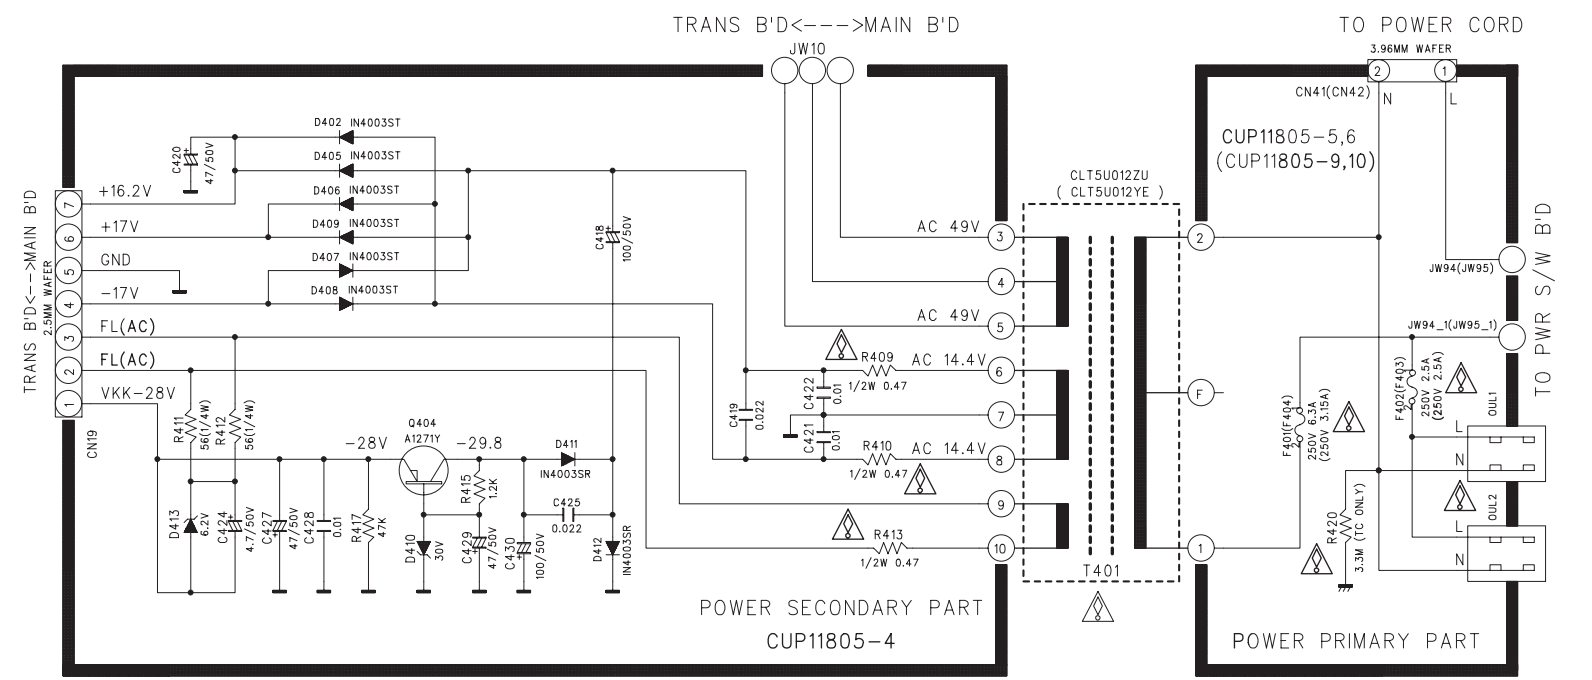 TRANS B'D<--->MAIN B'D
JW10
TO POWER CORD
3.96MM WAFER
2
1
CN41(CN42)
N
L
CUP11805-5,6
(CUP11805-9,10)
D402 IN4003ST
D405 IN4003ST
D406 IN4003ST
D409 IN4003ST
D407 IN4003ST
D408 IN4003ST
C420
47/50V
+
TRANS B'D<--->MAIN B'D
2.5MM WAFER
7
+16.2V
6
+17V
5
GND
4
-17V
3
FL(AC)
2
FL(AC)
1
VKK-28V
CN19
C418
100/50V
+
CLT5U012ZU
( CLT5U012YE )
AC 49V
3
4
AC 49V
5
R409
1/2W 0.47
AC 14.4V
6
C422
0.01
7
C421
0.01
C419
0.022
R410
1/2W 0.47
AC 14.4V
8
9
R413
1/2W 0.47
10
2
F
1
T401
R411
56(1/4W)
R412
56(1/4W)
-28V
Q404
A1271Y
-29.8
D411
IN4003SR
R415
1.2K
C425
0.022
D413
6.2V
C424
4.7/50V
+
C427
47/50V
+
C428
0.01
R417
47K
D410
30V
C429
47/50V
+
C430
100/50V
+
D412
IN4003SR
POWER SECONDARY PART
CUP11805-4
JW94(JW95)
JW94_1(JW95_1)
TO PWR S/W B'D
F402(F403)
250V 2.5A
(250V 2.5A)
2
F401(F404)
250V 6.3A
(250V 3.15A)
2
OUL1
L
N
OUL2
L
N
R420
3.3M (TC ONLY)
POWER PRIMARY PART